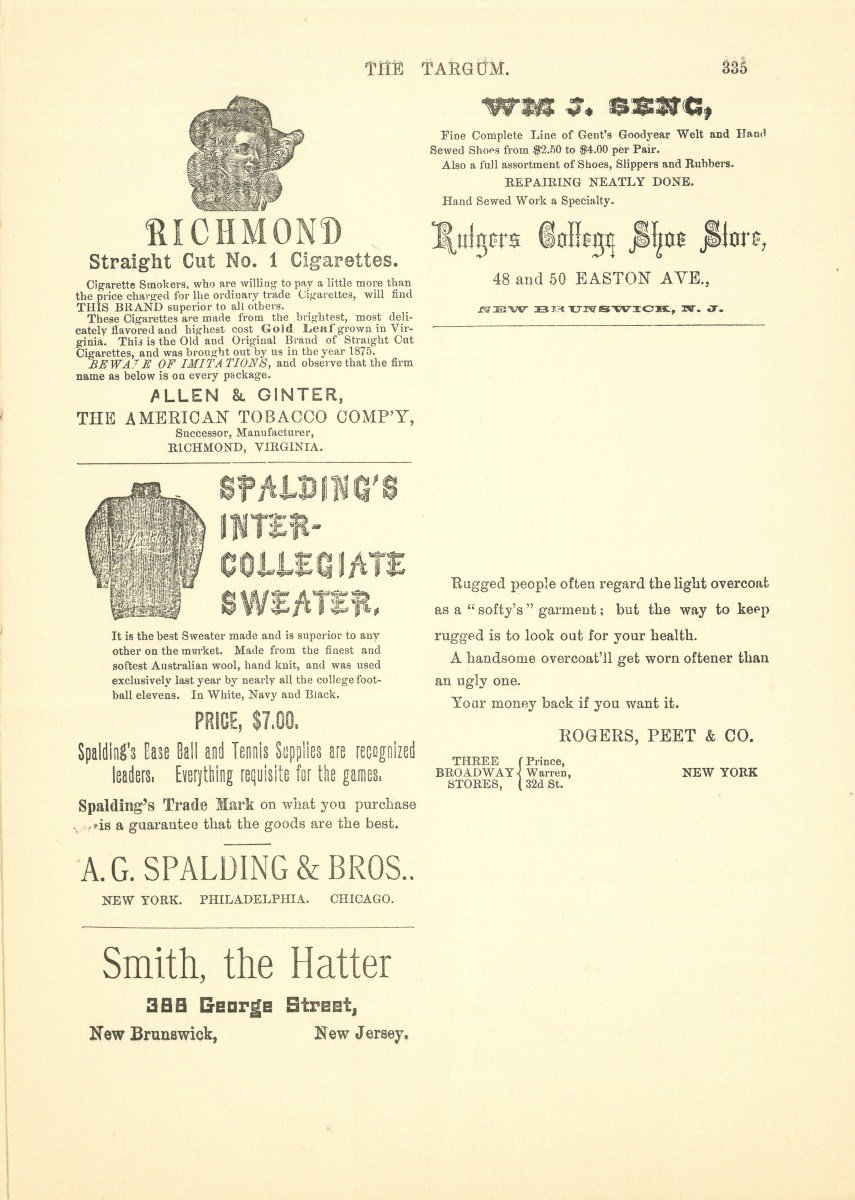 THE TARGUM.
335
RICHMOND
Straight Cut No. 1 Cigarettes.
Cigarette Smokers, who are willing to pay a little more than
the price charged for lhe ordinary trade Cigarettes, will find
THIS BRAND superior to all others.
These Cigarettes are made from the brightest, most deli-
cately flavored and highest cost Gold Leaf grown in Vir-
ginia. This is the Old and Original Brand of Straight Cut
Cigarettes, and was brought out by us in the year 1875.
BEWARE OF IMITATIONS, and observe that the firm
name as below is on every package.
ALLEN & GINTER,
THE AMERICAN TOBACCO COMP'Y,
Successor, Manufacturer,
RICHMOND, VIRGINIA.
SPALDING'S
INTER-
COLLEGIATE
SWEATER.
It is the best Sweater made and is superior to any
other on the murket. Made from the finest and
softest Australian wool, hand knit, and was used
exclusively last year by nearly all the college foot-
ball elevens. In White, Navy and Black.
PRICE, $7.00.
Spalding's Ease Ball and Tennis Supplies are recognized
leaders. Everything requisite for the games.
Spalding's Trade Mark on what you purchase
is a guarantee that the goods are the best.
A. G. SPALDING & BROS..
NEW YORK. PHILADELPHIA. CHICAGO.
Smith, the Hatter
388 George Street,
New Brunswick, New Jersey.
WM J. SENG,
Fine Complete Line of Gent's Goodyear Welt and Hand
Sewed Shoes from $2.50 to $4.00 per Pair.
Also a full assortment of Shoes, Slippers and Rubbers.
REPAIRING NEATLY DONE.
Hand Sewed Work a Specialty.
Rutgers Collegq Shoe Store,
48 and 50 EASTON AVE.,
NEW BRUNSWICK, N. J.
Rugged people often regard the light overcoat
as a "softy's" garment; but the way to keep
rugged is to look out for your health.
A handsome overcoat'll get worn oftener than
an ugly one.
Your money back if you want it.
ROGERS, PEET & CO.
THREE BROADWAY STORES, { Prince, Warren, 32d St. NEW YORK